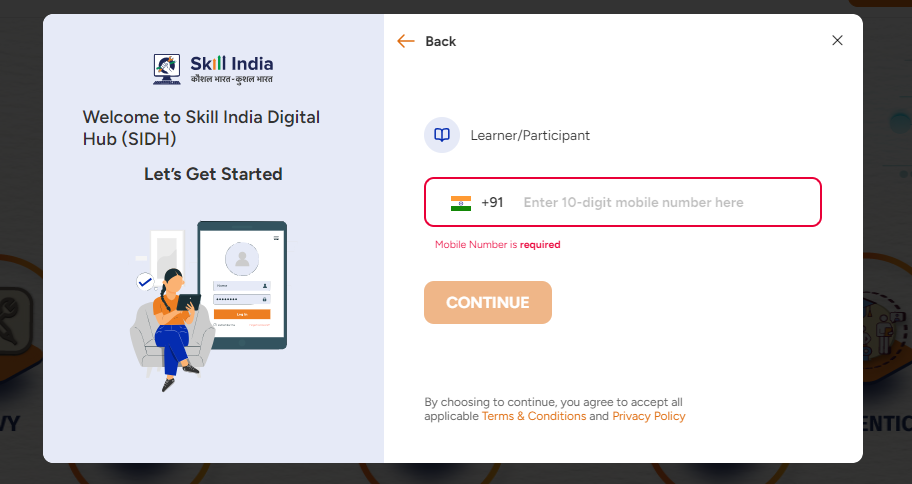 Skill India
कौशल भारत-कुशल भारत
Welcome to Skill India Digital
Hub (SIDH)
Let's Get Started
Log In
Back
Learner/Participant
+91 Enter 10-digit mobile number here
Mobile Number is required
CONTINUE
By choosing to continue, you agree to accept all
applicable Terms & Conditions and Privacy Policy
VY
ENTIC